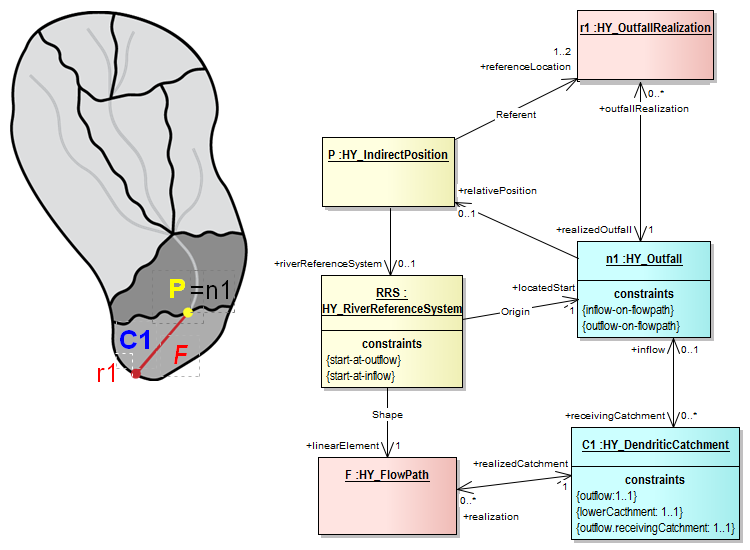 P =n1
C1
F
r1
r1 :HY_OutfallRealization
1..2
+referenceLocation
0..*
+outfallRealization
Referent
P :HY_IndirectPosition
+relativePosition
0..1
+realizedOutfall
1
+riverReferenceSystem
0..1
n1 :HY_Outfall
constraints
{inflow-on-flowpath}
{outflow-on-flowpath}
RRS :
HY_RiverReferenceSystem
constraints
{start-at-outflow}
{start-at-inflow}
+locatedStart
Origin
1
+inflow
0..1
Shape
+receivingCatchment
0..*
+linearElement
1
C1 :HY_DendriticCatchment
constraints
{outflow:1..1}
{lowerCacthment: 1..1}
{outflow.receivingCatchment: 1..1}
F :HY_FlowPath
+realizedCatchment
1
0..*
+realization